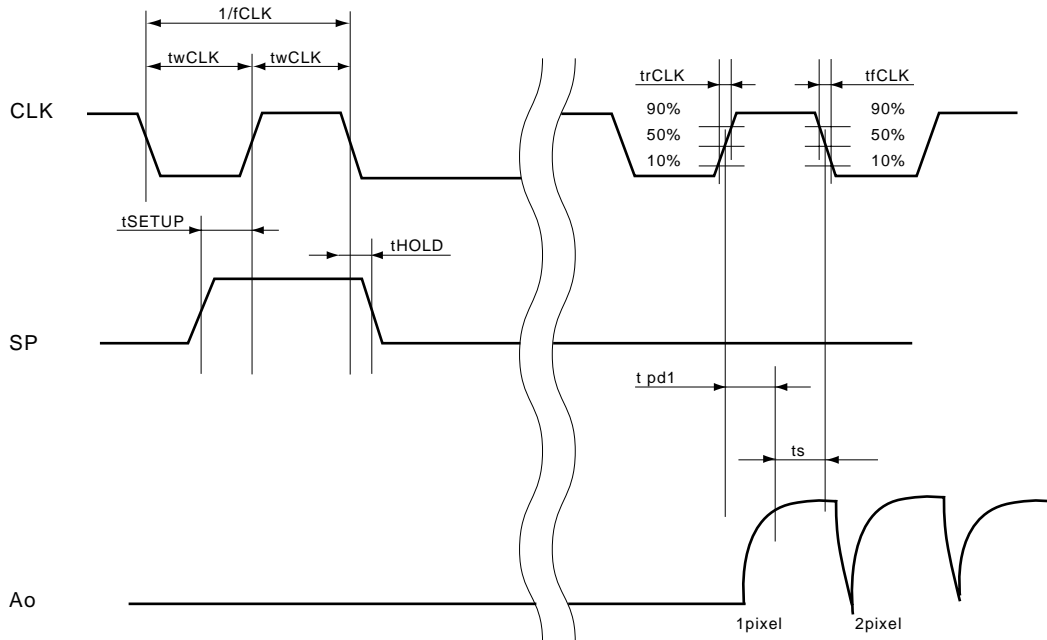 1/fCLK
twCLK twCLK
trCLK tfCLK
CLK
90% 90%
50% 50%
10% 10%
tSETUP
tHOLD
SP
t pd1
ts
Ao
1pixel 2pixel